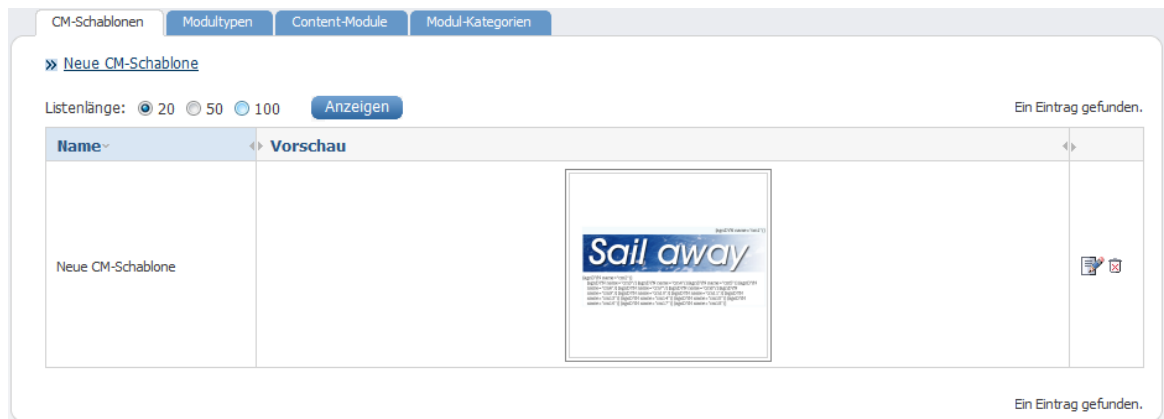 CM-Schablonen Modultypen Content-Module Modul-Kategorien
Neue CM-Schablone
Listenlänge: 20 50 100 Anzeigen Ein Eintrag gefunden.
Name Vorschau
Sail away
Neue CM-Schablone
Ein Eintrag gefunden.